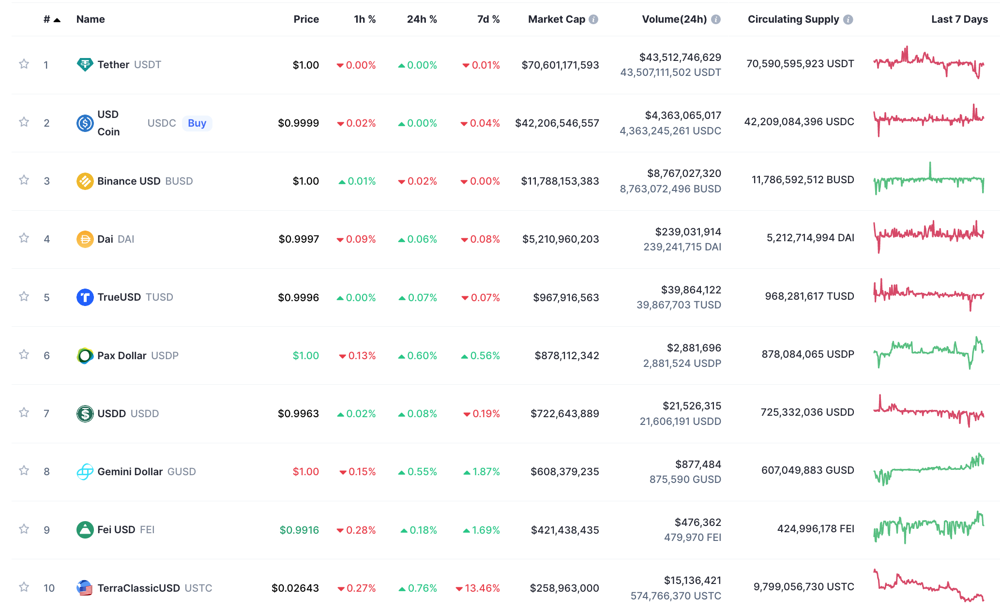 # Name Price 1h % 24h % 7d % Market Cap Volume(24h) Circulating Supply Last 7 Days
1 Tether USDT $1.00 0.00% 0.00% 0.01% $70,601,171,593 $43,512,746,629 70,590,595,923 USDT
43,507,111,502 USDT
2 USD Coin USDC Buy $0.9999 0.02% 0.00% 0.04% $42,206,546,557 $4,363,065,017 42,209,084,396 USDC
4,363,245,261 USDC
3 Binance USD BUSD $1.00 0.01% 0.02% 0.00% $11,788,153,383 $8,767,027,320 11,786,592,512 BUSD
8,763,072,496 BUSD
4 Dai DAI $0.9997 0.09% 0.06% 0.08% $5,210,960,203 $239,031,914 5,212,714,994 DAI
239,241,715 DAI
5 TrueUSD TUSD $0.9996 0.00% 0.07% 0.07% $967,916,563 $39,864,122 968,281,617 TUSD
39,867,703 TUSD
6 Pax Dollar USDP $1.00 0.13% 0.60% 0.56% $878,112,342 $2,881,696 878,084,065 USDP
2,881,524 USDP
7 USDD USDD $0.9963 0.02% 0.08% 0.19% $722,643,889 $21,526,315 725,332,036 USDD
21,606,191 USDD
8 Gemini Dollar GUSD $1.00 0.15% 0.55% 1.87% $608,379,235 $877,484 607,049,883 GUSD
875,590 GUSD
9 Fei USD FEI $0.9916 0.28% 0.18% 1.69% $421,438,435 $476,362 424,996,178 FEI
479,970 FEI
10 TerraClassicUSD USTC $0.02643 0.27% 0.76% 13.46% $258,963,000 $15,136,421 9,799,056,730 USTC
574,766,370 USTC